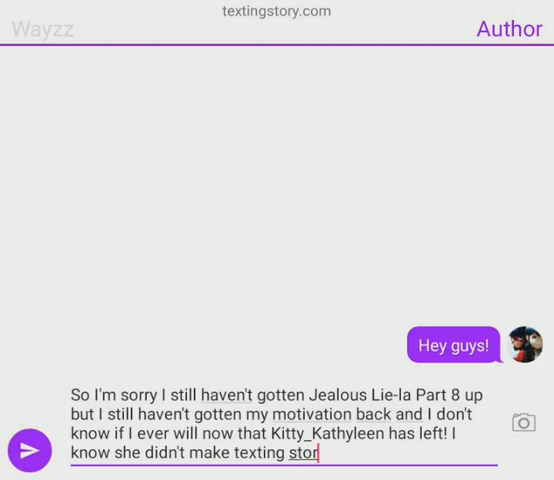 textingstory.com
Wayzz
Author
Hey guys!
So I'm sorry I still haven't gotten Jealous Lie-la Part 8 up
but I still haven't gotten my motivation back and I don't
know if I ever will now that Kitty_Kathyleen has left! I
know she didn't make texting stor